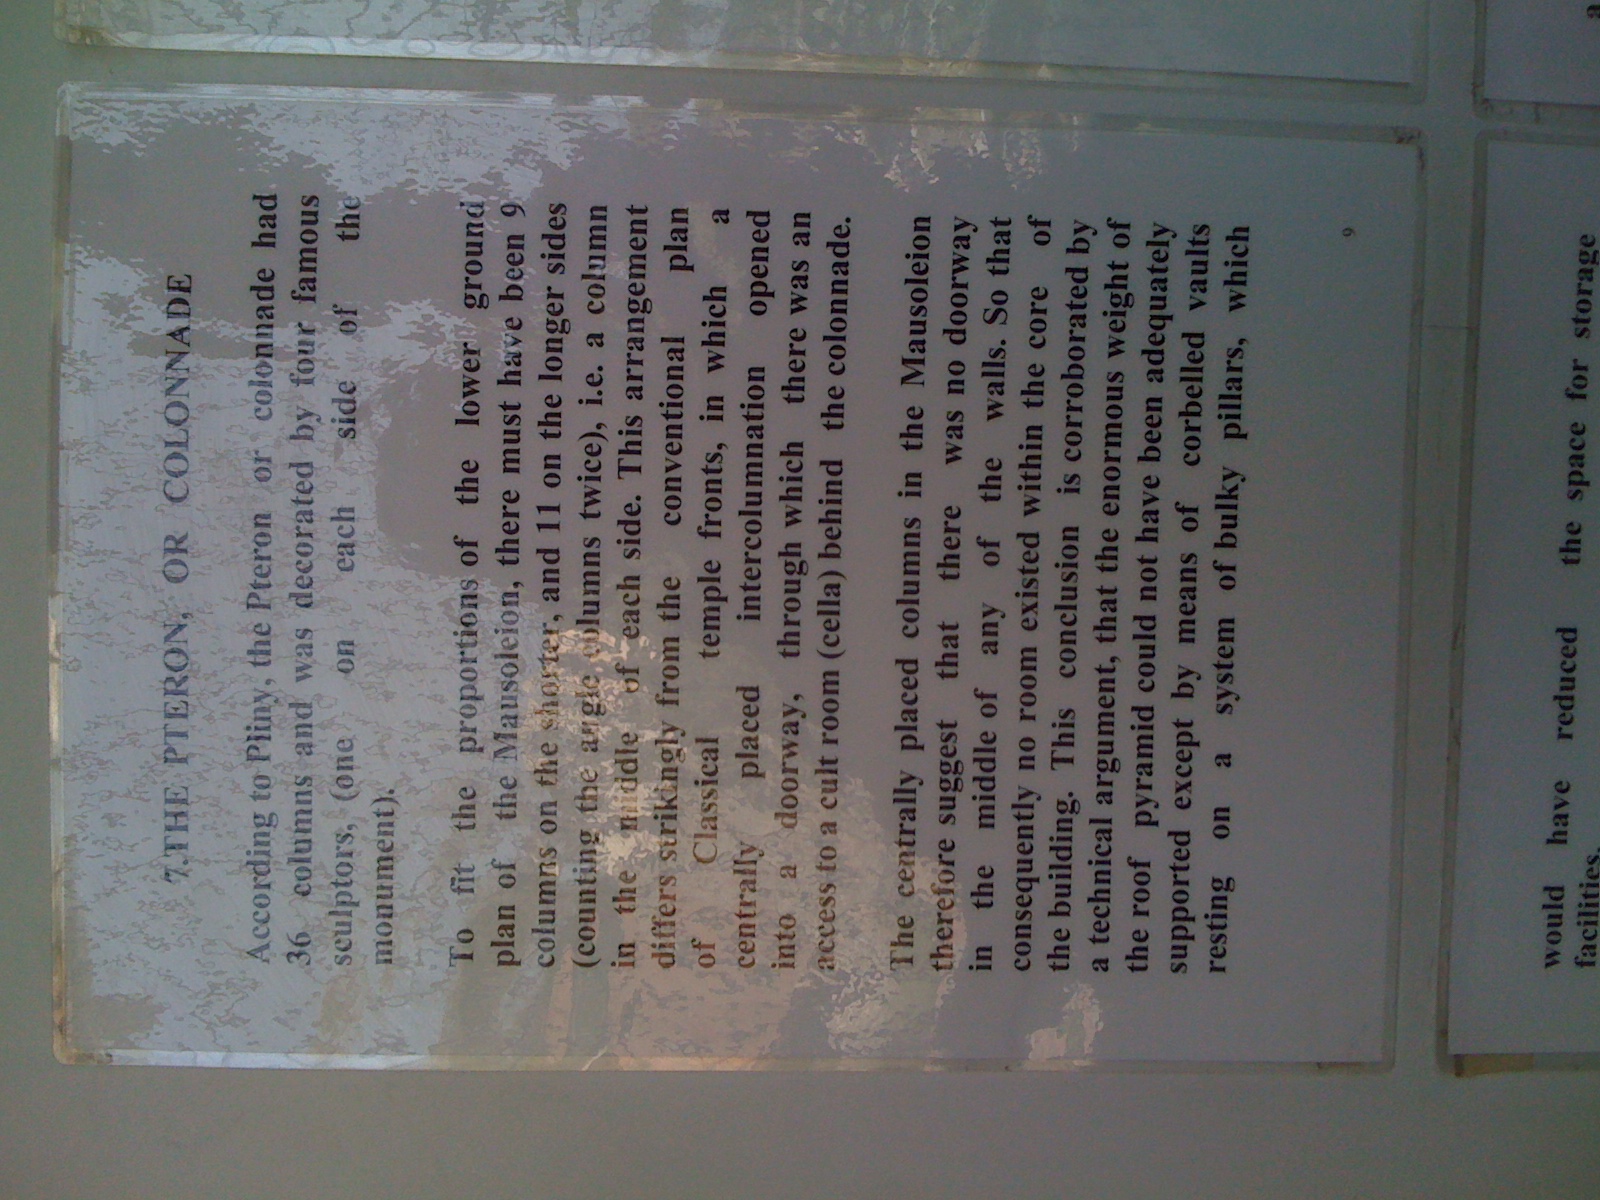 7.THE PTERON, OR COLONNADE
According to Pliny, the Pteron or colonnade had
36 columns and was decorated by four famous
sculptors, (one on each side of the
monument).
To fit the proportions of the lower ground
plan of the Mausoleion, there must have been 9
columns on the shorter, and 11 on the longer sides
(counting the angle columns twice), i.e. a column
in the middle of each side. This arrangement
differs strikingly from the conventional plan
of Classical temple fronts, in which a
centrally placed intercolumnation opened
into a doorway, through which there was an
access to a cult room (cella) behind the colonnade.
The centrally placed columns in the Mausoleion
therefore suggest that there was no doorway
in the middle of any of the walls. So that
consequently no room existed within the core of
the building. This conclusion is corroborated by
a technical argument, that the enormous weight of
the roof pyramid could not have been adequately
supported except by means of corbelled vaults
resting on a system of bulky pillars, which
9
would have reduced the space for storage
facilities.